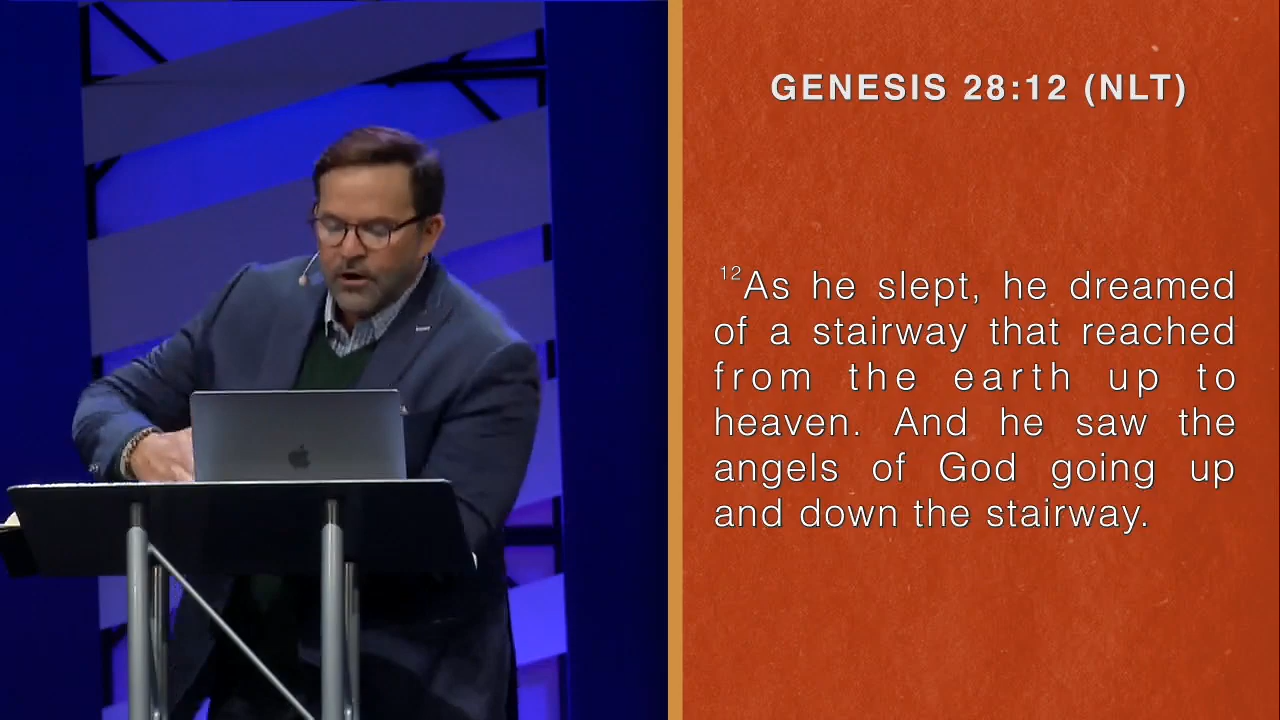 GENESIS 28:12 (NLT)
12As he slept, he dreamed
of a stairway that reached
from the earth up to
heaven. And he saw the
angels of God going up
and down the stairway.